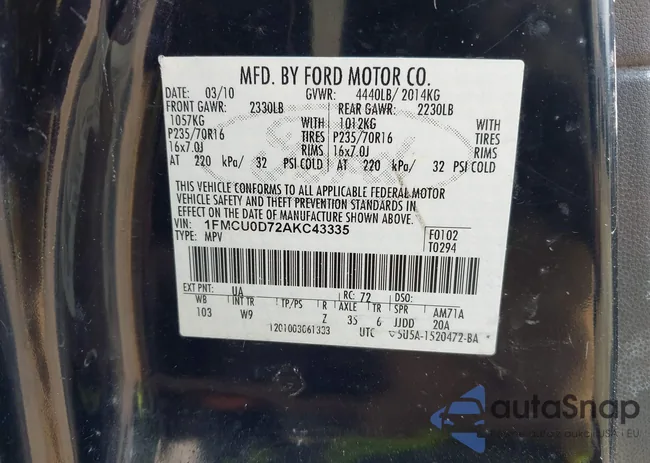 MFD. BY FORD MOTOR CO.
DATE: 03/10 GVWR: 4440LB/ 2014KG
FRONT GAWR: 2330LB REAR GAWR: 2230LB
1057KG WITH 1012KG WITH
P235/70R16 TIRES P235/70R16 TIRES
16x7.0J RIMS 16x7.0J RIMS
AT 220 kPa/ 32 PSI COLD AT 220 kPa/ 32 PSI COLD
THIS VEHICLE CONFORMS TO ALL APPLICABLE FEDERAL MOTOR
VEHICLE SAFETY AND THEFT PREVENTION STANDARDS IN
EFFECT ON THE DATE OF MANUFACTURE SHOWN ABOVE.
VIN: 1FMCU0D72AKC43335 F0102
TYPE: MPV T0294
EXT PNT: UA RC: 72 DSO:
WB INT TR TP/PS R AXLE TR SPR AM71A
103 W9 Z 35 6 JJDD 20A
1201003061333 UTC 5U5A-1520472-BA
autoSnap
USA - EU